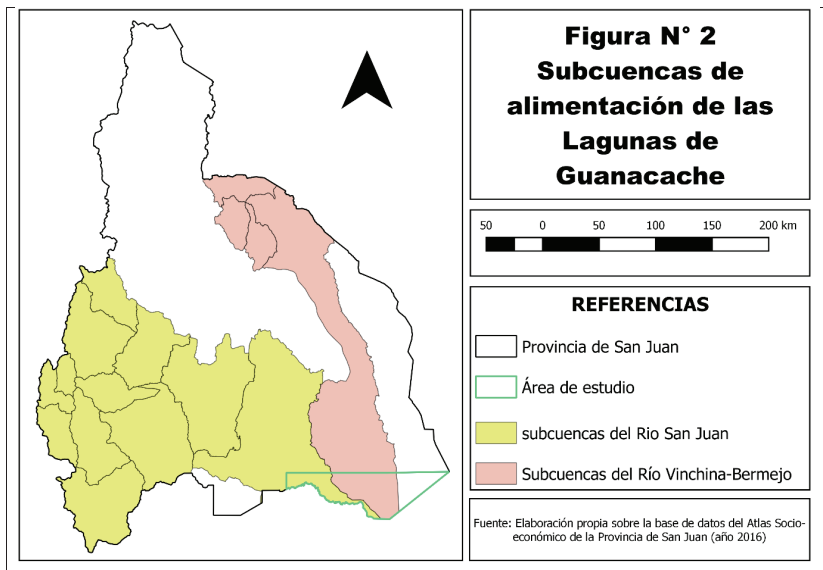 Figura N° 2
Subcuencas de
alimentación de las
Lagunas de
Guanacache
50 0 50 100 150 200 km
REFERENCIAS
Provincia de San Juan
Área de estudio
subcuencas del Rio San Juan
Subcuencas del Río Vinchina-Bermejo
Fuente: Elaboración propia sobre la base de datos del Atlas Socio-
económico de la Provincia de San Juan (año 2016)